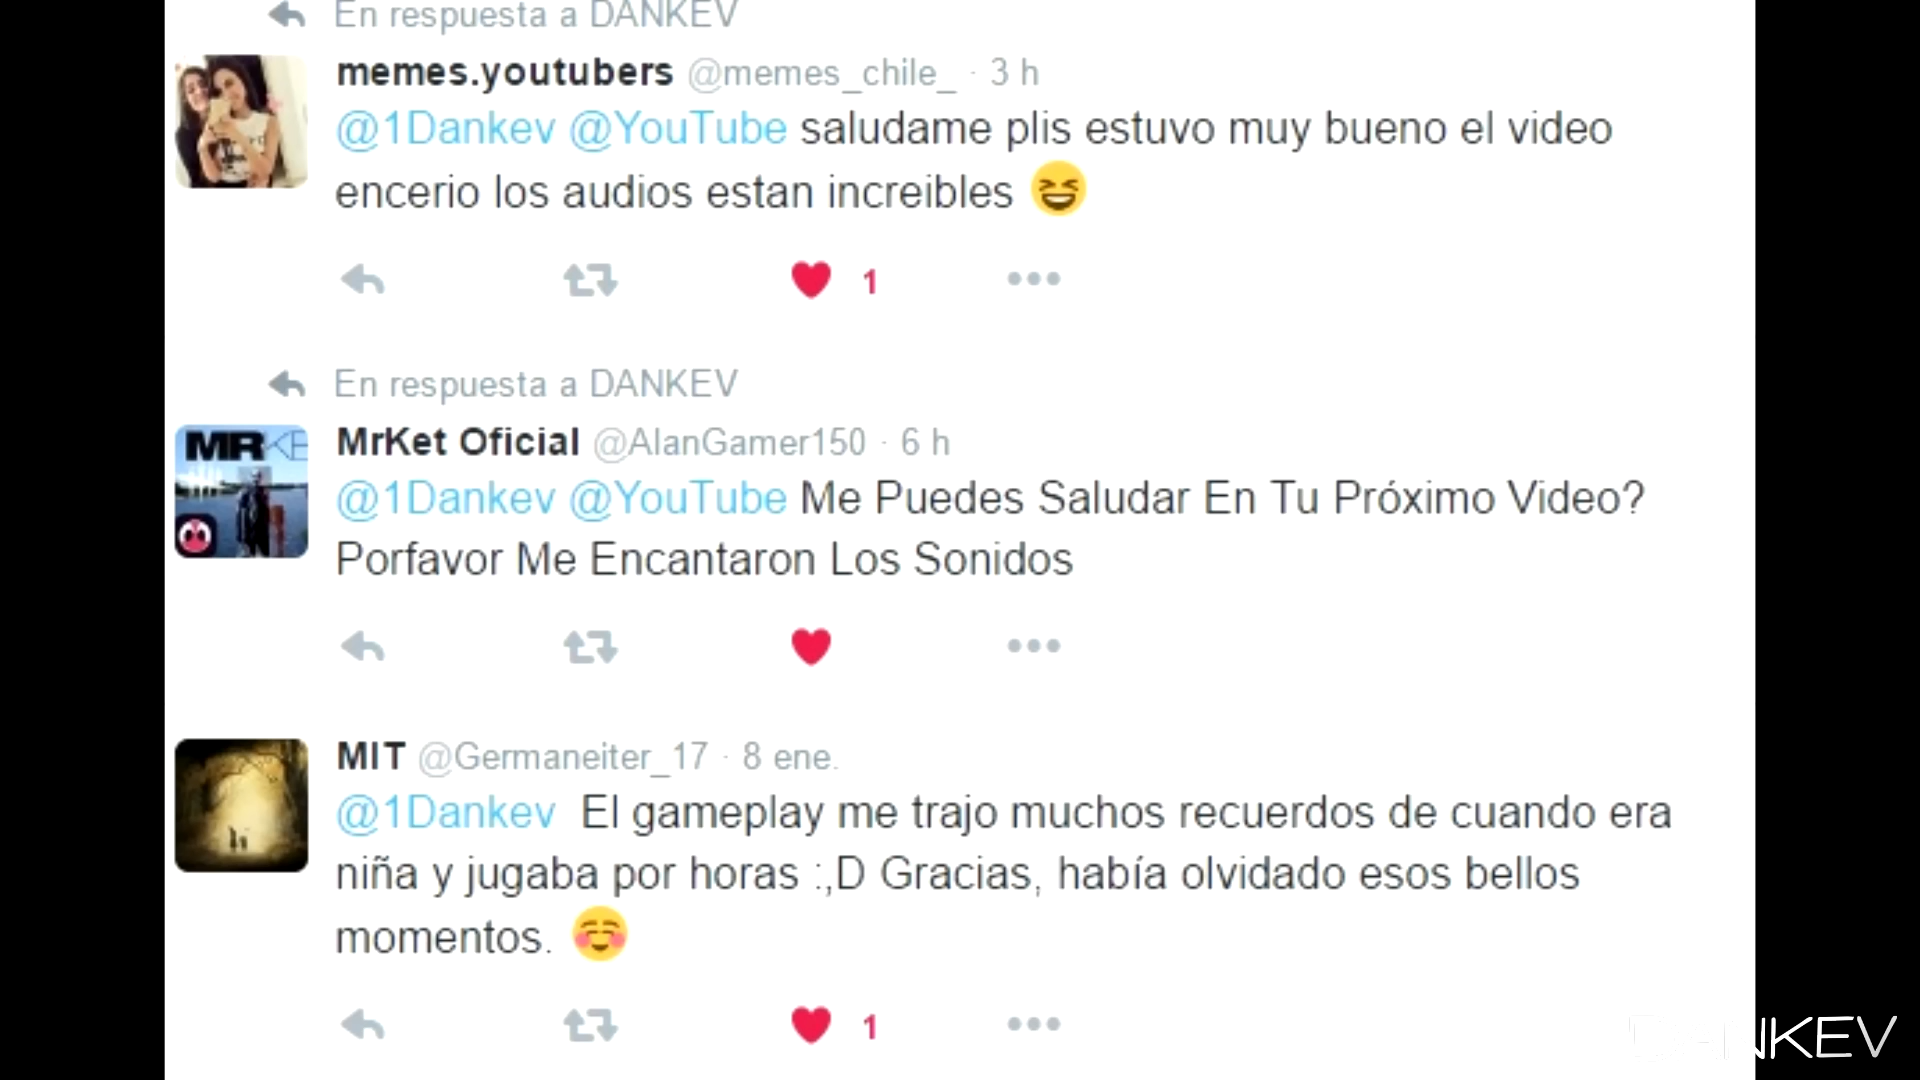 En respuesta a DANKEV
memes.youtubers @memes_chile_ · 3 h
@1Dankev @YouTube saludame plis estuvo muy bueno el video
encerio los audios estan increibles 😆
1
En respuesta a DANKEV
MRKE
MrKet Oficial @AlanGamer150 · 6 h
@1Dankev @YouTube Me Puedes Saludar En Tu Próximo Video?
Porfavor Me Encantaron Los Sonidos
MIT @Germaneiter_17 · 8 ene.
@1Dankev El gameplay me trajo muchos recuerdos de cuando era
niña y jugaba por horas :,D Gracias, había olvidado esos bellos
momentos. ☺️
1
DANKEV